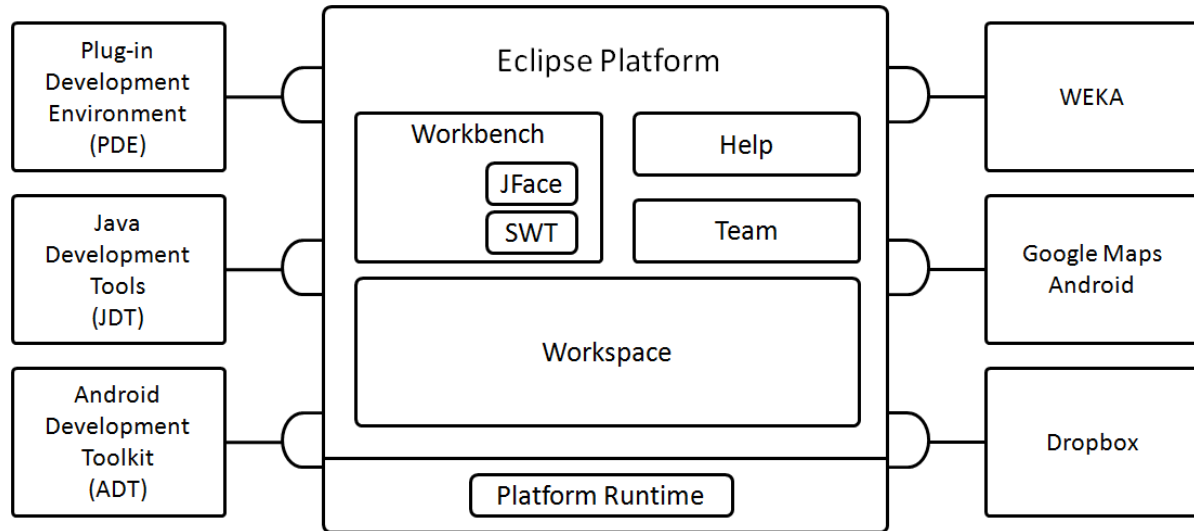 Plug-in
Development
Environment
(PDE)
Java
Development
Tools
(JDT)
Android
Development
Toolkit
(ADT)
Eclipse Platform
Workbench
JFace
SWT
Help
Team
Workspace
Platform Runtime
WEKA
Google Maps
Android
Dropbox